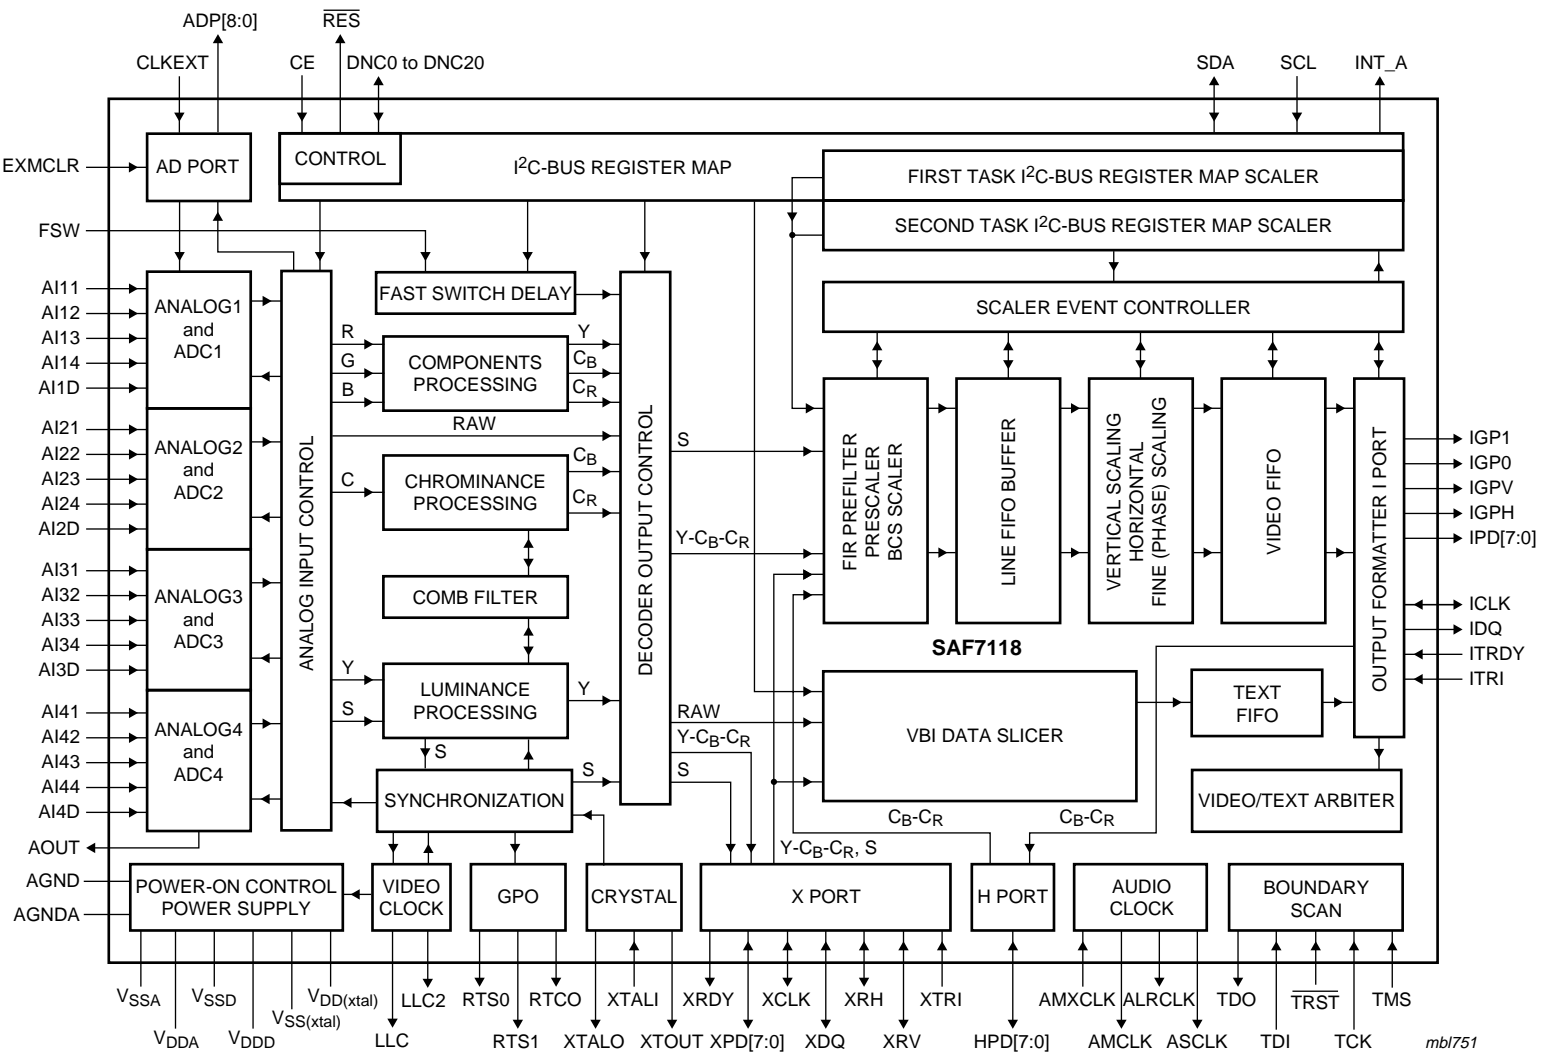 ADP[8:0]
RES
CLKEXT
CE
DNC0 to DNC20
SDA
SCL
INT_A
EXMCLR
AD PORT
CONTROL
I2C-BUS REGISTER MAP
FIRST TASK I2C-BUS REGISTER MAP SCALER
SECOND TASK I2C-BUS REGISTER MAP SCALER
FSW
FAST SWITCH DELAY
SCALER EVENT CONTROLLER
AI11
AI12
AI13
AI14
AI1D
ANALOG1
and
ADC1
AI21
AI22
AI23
AI24
AI2D
ANALOG2
and
ADC2
AI31
AI32
AI33
AI34
AI3D
ANALOG3
and
ADC3
AI41
AI42
AI43
AI44
AI4D
ANALOG4
and
ADC4
AOUT
AGND
AGNDA
ANALOG INPUT CONTROL
R
G
B
COMPONENTS
PROCESSING
Y
CB
CR
RAW
C
CHROMINANCE
PROCESSING
CB
CR
COMB FILTER
Y
S
LUMINANCE
PROCESSING
Y
S
SYNCHRONIZATION
S
DECODER OUTPUT CONTROL
S
Y-CB-CR
RAW
Y-CB-CR
S
FIR PREFILTER
PRESCALER
BCS SCALER
LINE FIFO BUFFER
VERTICAL SCALING
HORIZONTAL
FINE (PHASE) SCALING
VIDEO FIFO
OUTPUT FORMATTER I PORT
IGP1
IGP0
IGPV
IGPH
IPD[7:0]
ICLK
IDQ
ITRDY
ITRI
SAF7118
VBI DATA SLICER
TEXT
FIFO
VIDEO/TEXT ARBITER
CB-CR
CB-CR
Y-CB-CR, S
POWER-ON CONTROL
POWER SUPPLY
VIDEO
CLOCK
GPO
CRYSTAL
X PORT
H PORT
AUDIO
CLOCK
BOUNDARY
SCAN
VSSA
VSSD
VDD(xtal)
LLC2
RTS0
RTCO
XTALI
XRDY
XCLK
XRH
XTRI
AMXCLK
ALRCLK
TDO
TRST
TMS
VDDA
VDDD
VSS(xtal)
LLC
RTS1
XTALO
XTOUT
XPD[7:0]
XDQ
XRV
HPD[7:0]
AMCLK
ASCLK
TDI
TCK
mbl751